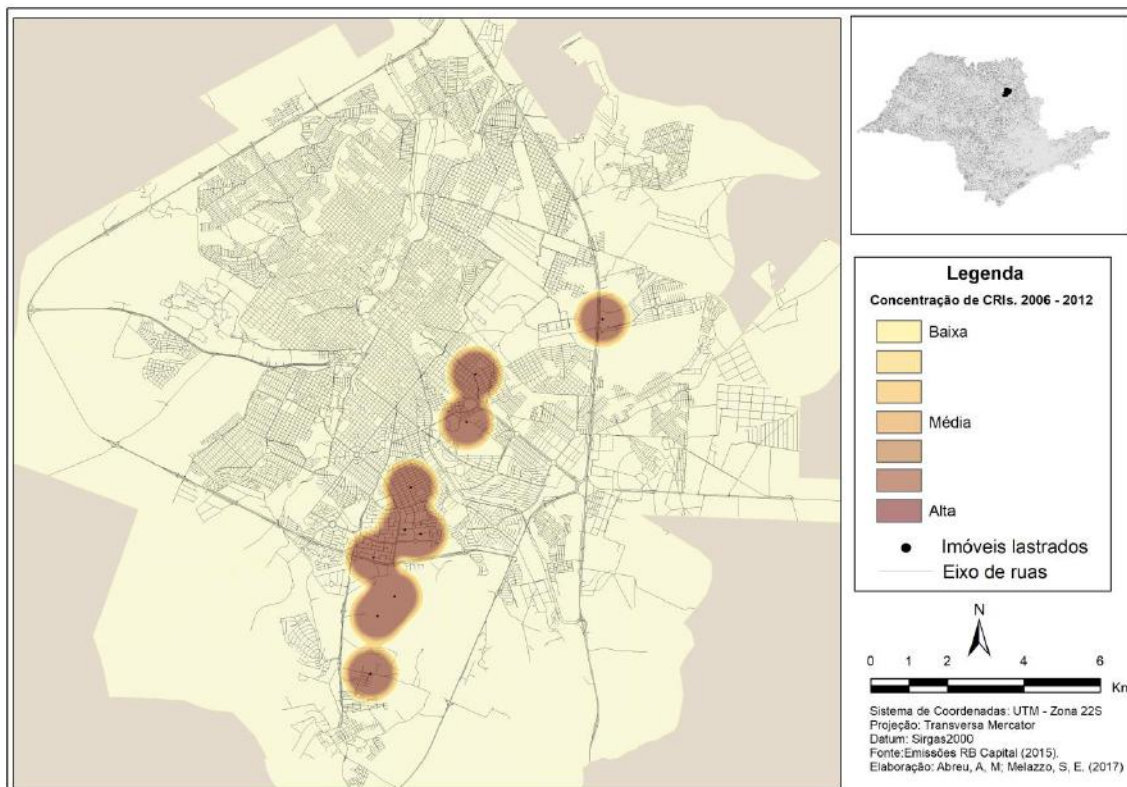 Legenda
Concentração de CRIs. 2006 - 2012
Baixa
Média
Alta
Imóveis lastrados
Eixo de ruas
N
0 1 2 4 6
Km
Sistema de Coordenadas: UTM - Zona 22S
Projeção: Transversa Mercator
Datum: Sirgas2000
Fonte:Emissões RB Capital (2015).
Elaboração: Abreu, A, M; Melazzo, S, E. (2017)